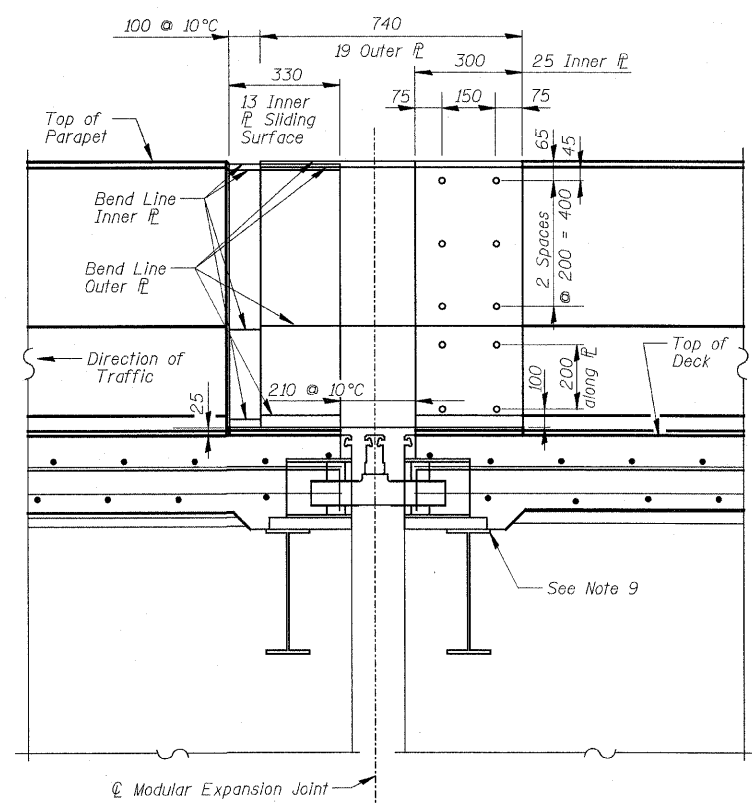 100 @ 10°C
740
19 Outer ℄
330
300
25 Inner ℄
13 Inner
℄ Sliding
Surface
75
150
75
Top of
Parapet
65
45
Bend Line
Inner ℄
2 Spaces
@ 200 = 400
Bend Line
Outer ℄
Direction of
Traffic
Top of
Deck
210 @ 10°C
25
100
200
along ℄
See Note 9
℄ Modular Expansion Joint